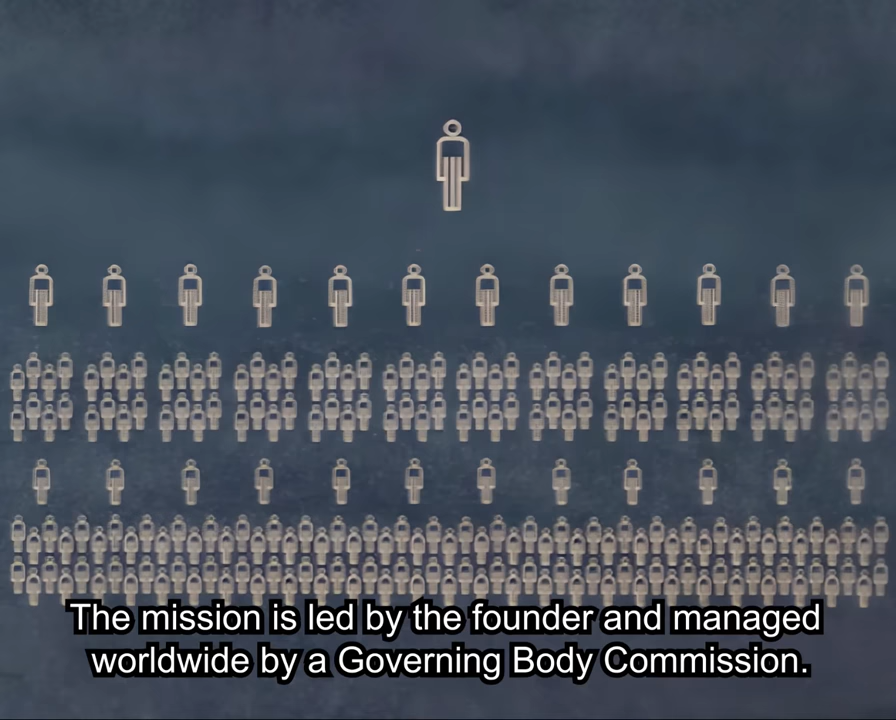 The mission is led by the founder and managed
worldwide by a Governing Body Commission.